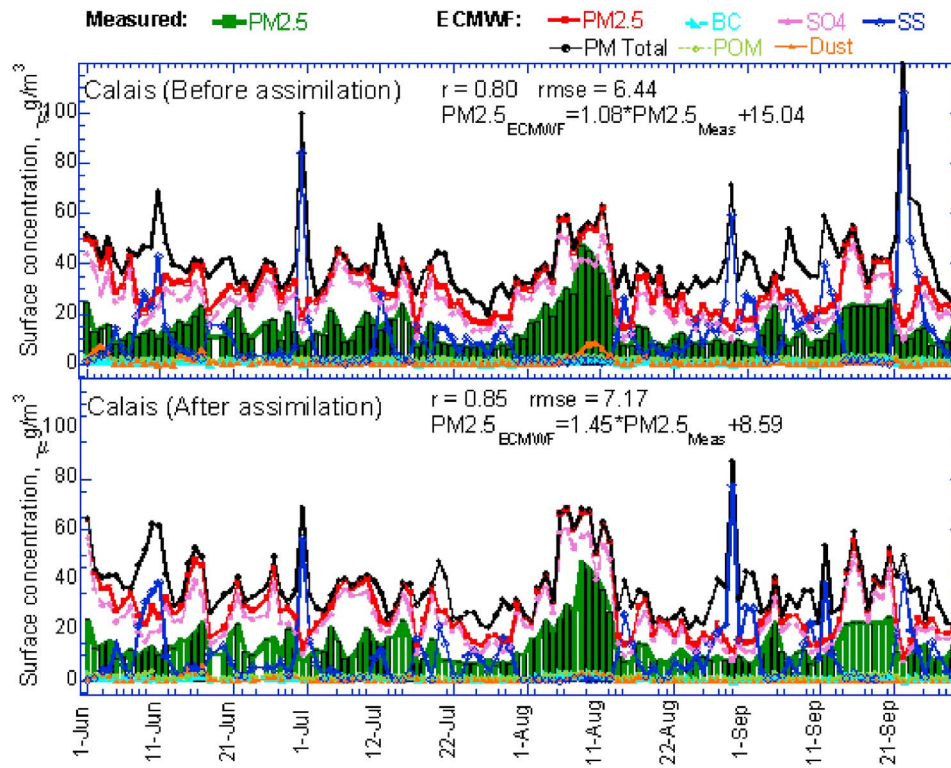 Measured: PM2.5 ECMWF: PM2.5 BC SO4 SS
PM Total POM Dust
Calais (Before assimilation) r = 0.80 rmse = 6.44
PM2.5ECMWF=1.08*PM2.5Meas+15.04
Surface concentration, g/m3
100
80
60
40
20
0
Calais (After assimilation) r = 0.85 rmse = 7.17
PM2.5ECMWF=1.45*PM2.5Meas+8.59
Surface concentration, g/m3
100
80
60
40
20
0
1-Jun 11-Jun 21-Jun 1-Jul 12-Jul 22-Jul 1-Aug 11-Aug 22-Aug 1-Sep 11-Sep 21-Sep